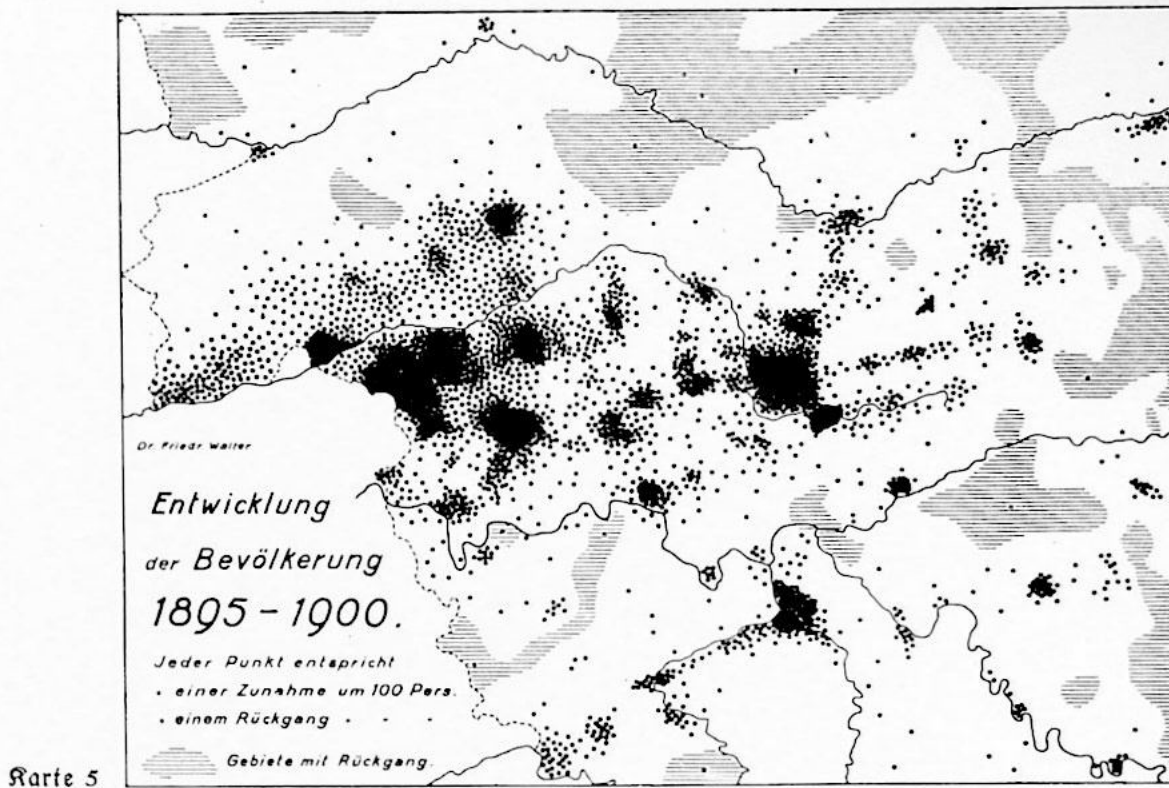 Dr. Friedr. Walter
Entwicklung
der Bevölkerung
1895-1900.
Jeder Punkt entspricht
• einer Zunahme um 100 Pers.
• einem Rückgang - - -
Gebiete mit Rückgang.
Karte 5